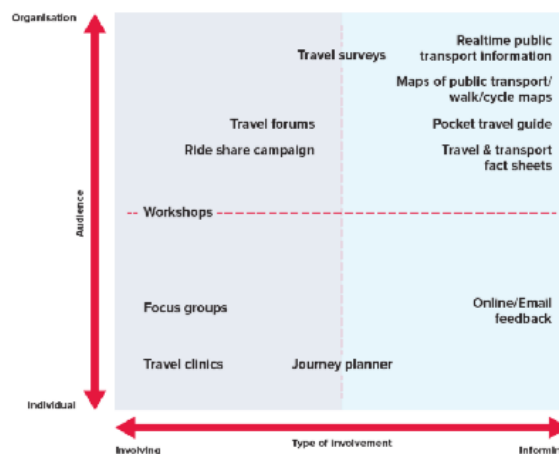 Organisation
Realtime public
transport information
Travel surveys
Maps of public transport/
walk/cycle maps
Travel forums
Pocket travel guide
Ride share campaign
Travel & transport
fact sheets
Audience
Workshops
Focus groups
Online/Email
feedback
Travel clinics
Journey planner
Individual
Involving
Type of involvement
Informin